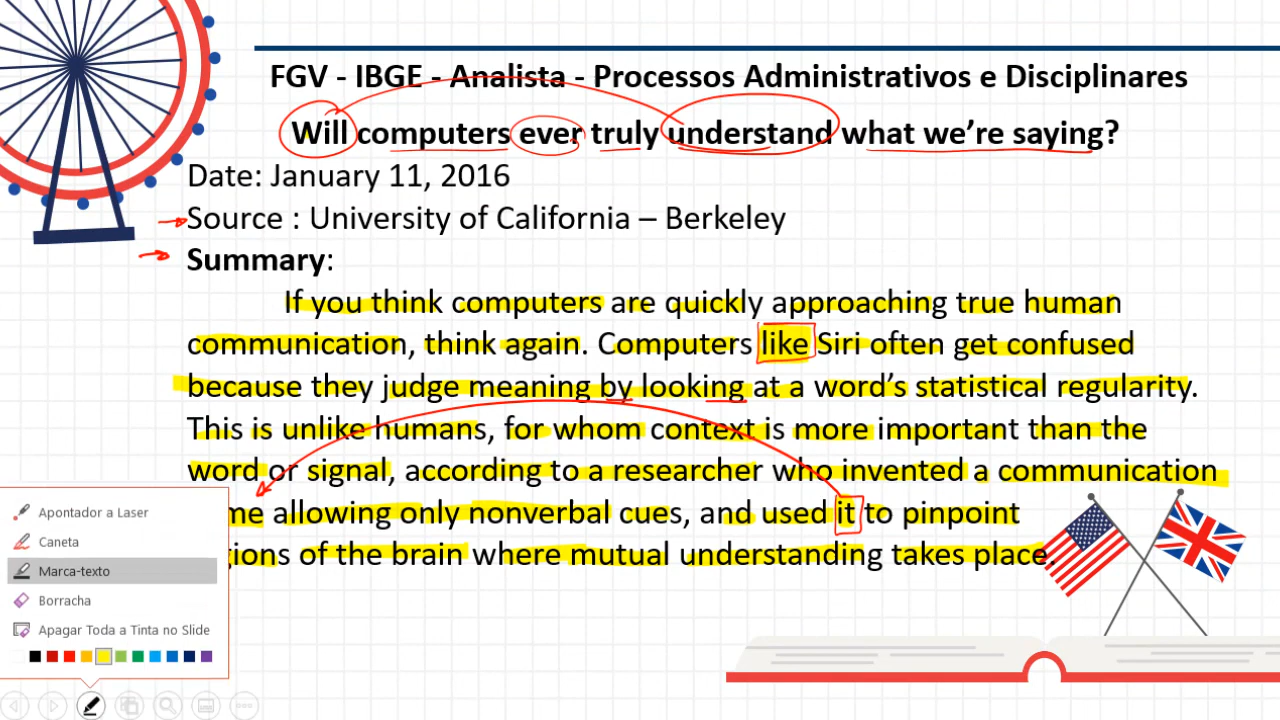 FGV - IBGE - Analista - Processos Administrativos e Disciplinares
Will computers ever truly understand what we’re saying?
Date: January 11, 2016
Source : University of California – Berkeley
Summary:
If you think computers are quickly approaching true human
communication, think again. Computers like Siri often get confused
because they judge meaning by looking at a word’s statistical regularity.
This is unlike humans, for whom context is more important than the
word or signal, according to a researcher who invented a communication
me allowing only nonverbal cues, and used it to pinpoint
gions of the brain where mutual understanding takes place.
Apontador a Laser
Caneta
Marca-texto
Borracha
Apagar Toda a Tinta no Slide